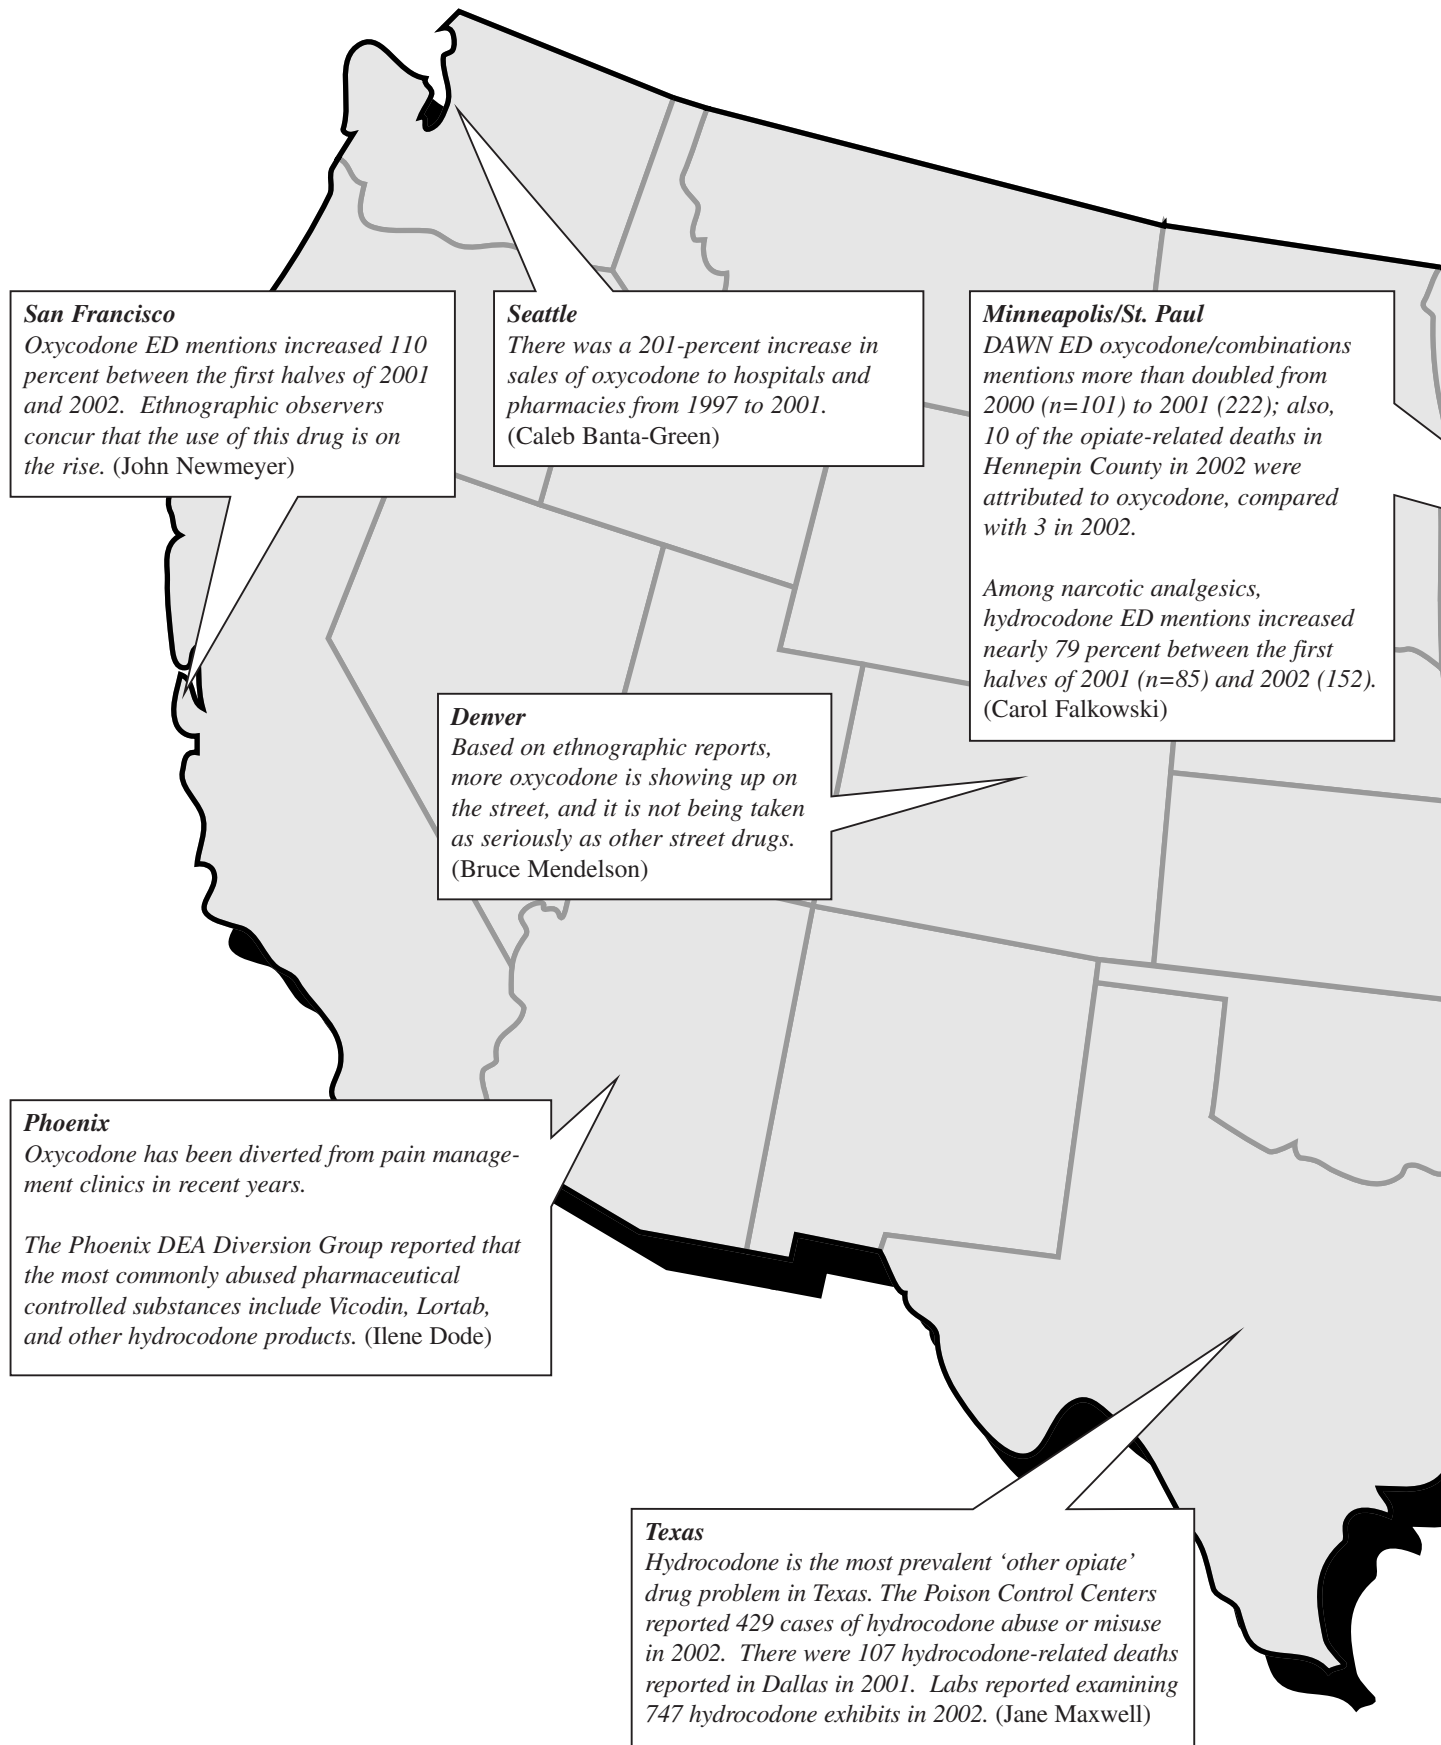 San Francisco
Oxycodone ED mentions increased 110
percent between the first halves of 2001
and 2002.  Ethnographic observers
concur that the use of this drug is on
the rise. (John Newmeyer)
Seattle
There was a 201-percent increase in
sales of oxycodone to hospitals and
pharmacies from 1997 to 2001.
(Caleb Banta-Green)
Minneapolis/St. Paul
DAWN ED oxycodone/combinations
mentions more than doubled from
2000 (n=101) to 2001 (222); also,
10 of the opiate-related deaths in
Hennepin County in 2002 were
attributed to oxycodone, compared
with 3 in 2002.
Among narcotic analgesics,
hydrocodone ED mentions increased
nearly 79 percent between the first
halves of 2001 (n=85) and 2002 (152).
(Carol Falkowski)
Denver
Based on ethnographic reports,
more oxycodone is showing up on
the street, and it is not being taken
as seriously as other street drugs.
(Bruce Mendelson)
Phoenix
Oxycodone has been diverted from pain manage-
ment clinics in recent years.
The Phoenix DEA Diversion Group reported that
the most commonly abused pharmaceutical
controlled substances include Vicodin, Lortab,
and other hydrocodone products. (Ilene Dode)
Texas
Hydrocodone is the most prevalent ‘other opiate’
drug problem in Texas. The Poison Control Centers
reported 429 cases of hydrocodone abuse or misuse
in 2002.  There were 107 hydrocodone-related deaths
reported in Dallas in 2001.  Labs reported examining
747 hydrocodone exhibits in 2002. (Jane Maxwell)